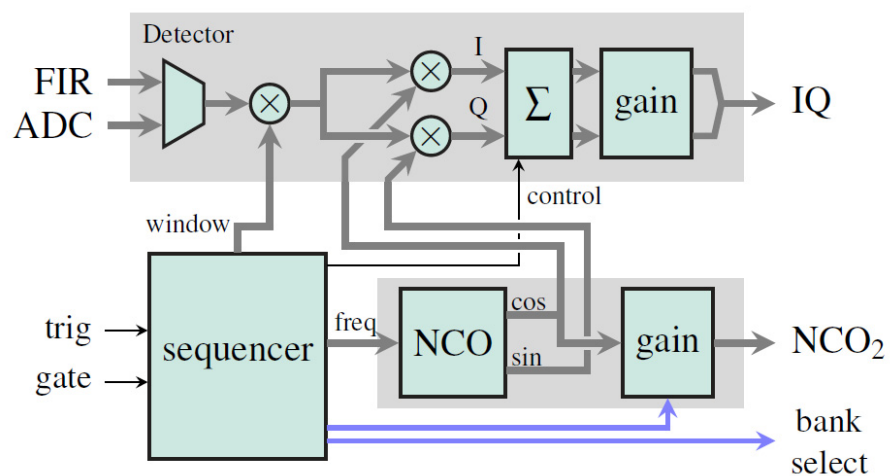 Detector
FIR
ADC
×
×
×
I
Q
Σ
gain
IQ
window
control
trig
gate
sequencer
freq
NCO
cos
sin
gain
NCO₂
bank
select